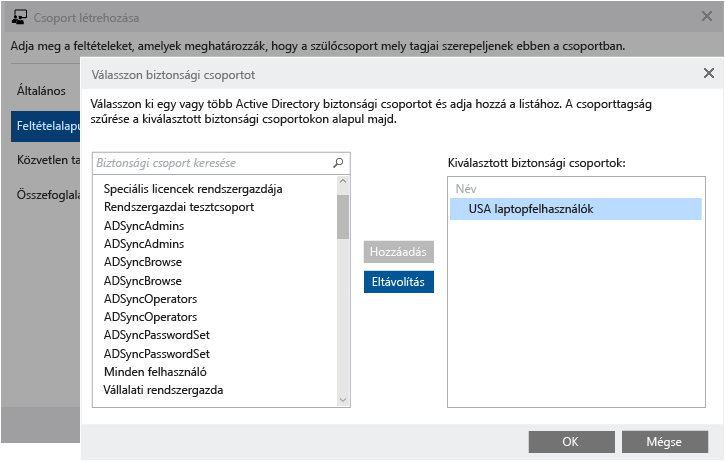 Csoport létrehozása
Adja meg a feltételeket, amelyek meghatározzák, hogy a szülőcsoport mely tagjai szerepeljenek ebben a csoportban.
Általános
Feltételalapú
Közvetlen ta
Összefoglalá
Válasszon biztonsági csoportot
Válasszon ki egy vagy több Active Directory biztonsági csoportot és adja hozzá a listához. A csoporttagság
szűrése a kiválasztott biztonsági csoportokon alapul majd.
Biztonsági csoport keresése
Speciális licencek rendszergazdája
Rendszergazdai tesztcsoport
ADSyncAdmins
ADSyncAdmins
ADSyncBrowse
ADSyncBrowse
ADSyncOperators
ADSyncOperators
ADSyncPasswordSet
ADSyncPasswordSet
Minden felhasználó
Vállalati rendszergazda
Hozzáadás
Eltávolítás
Kiválasztott biztonsági csoportok:
Név
USA laptopfelhasználók
OK
Mégse